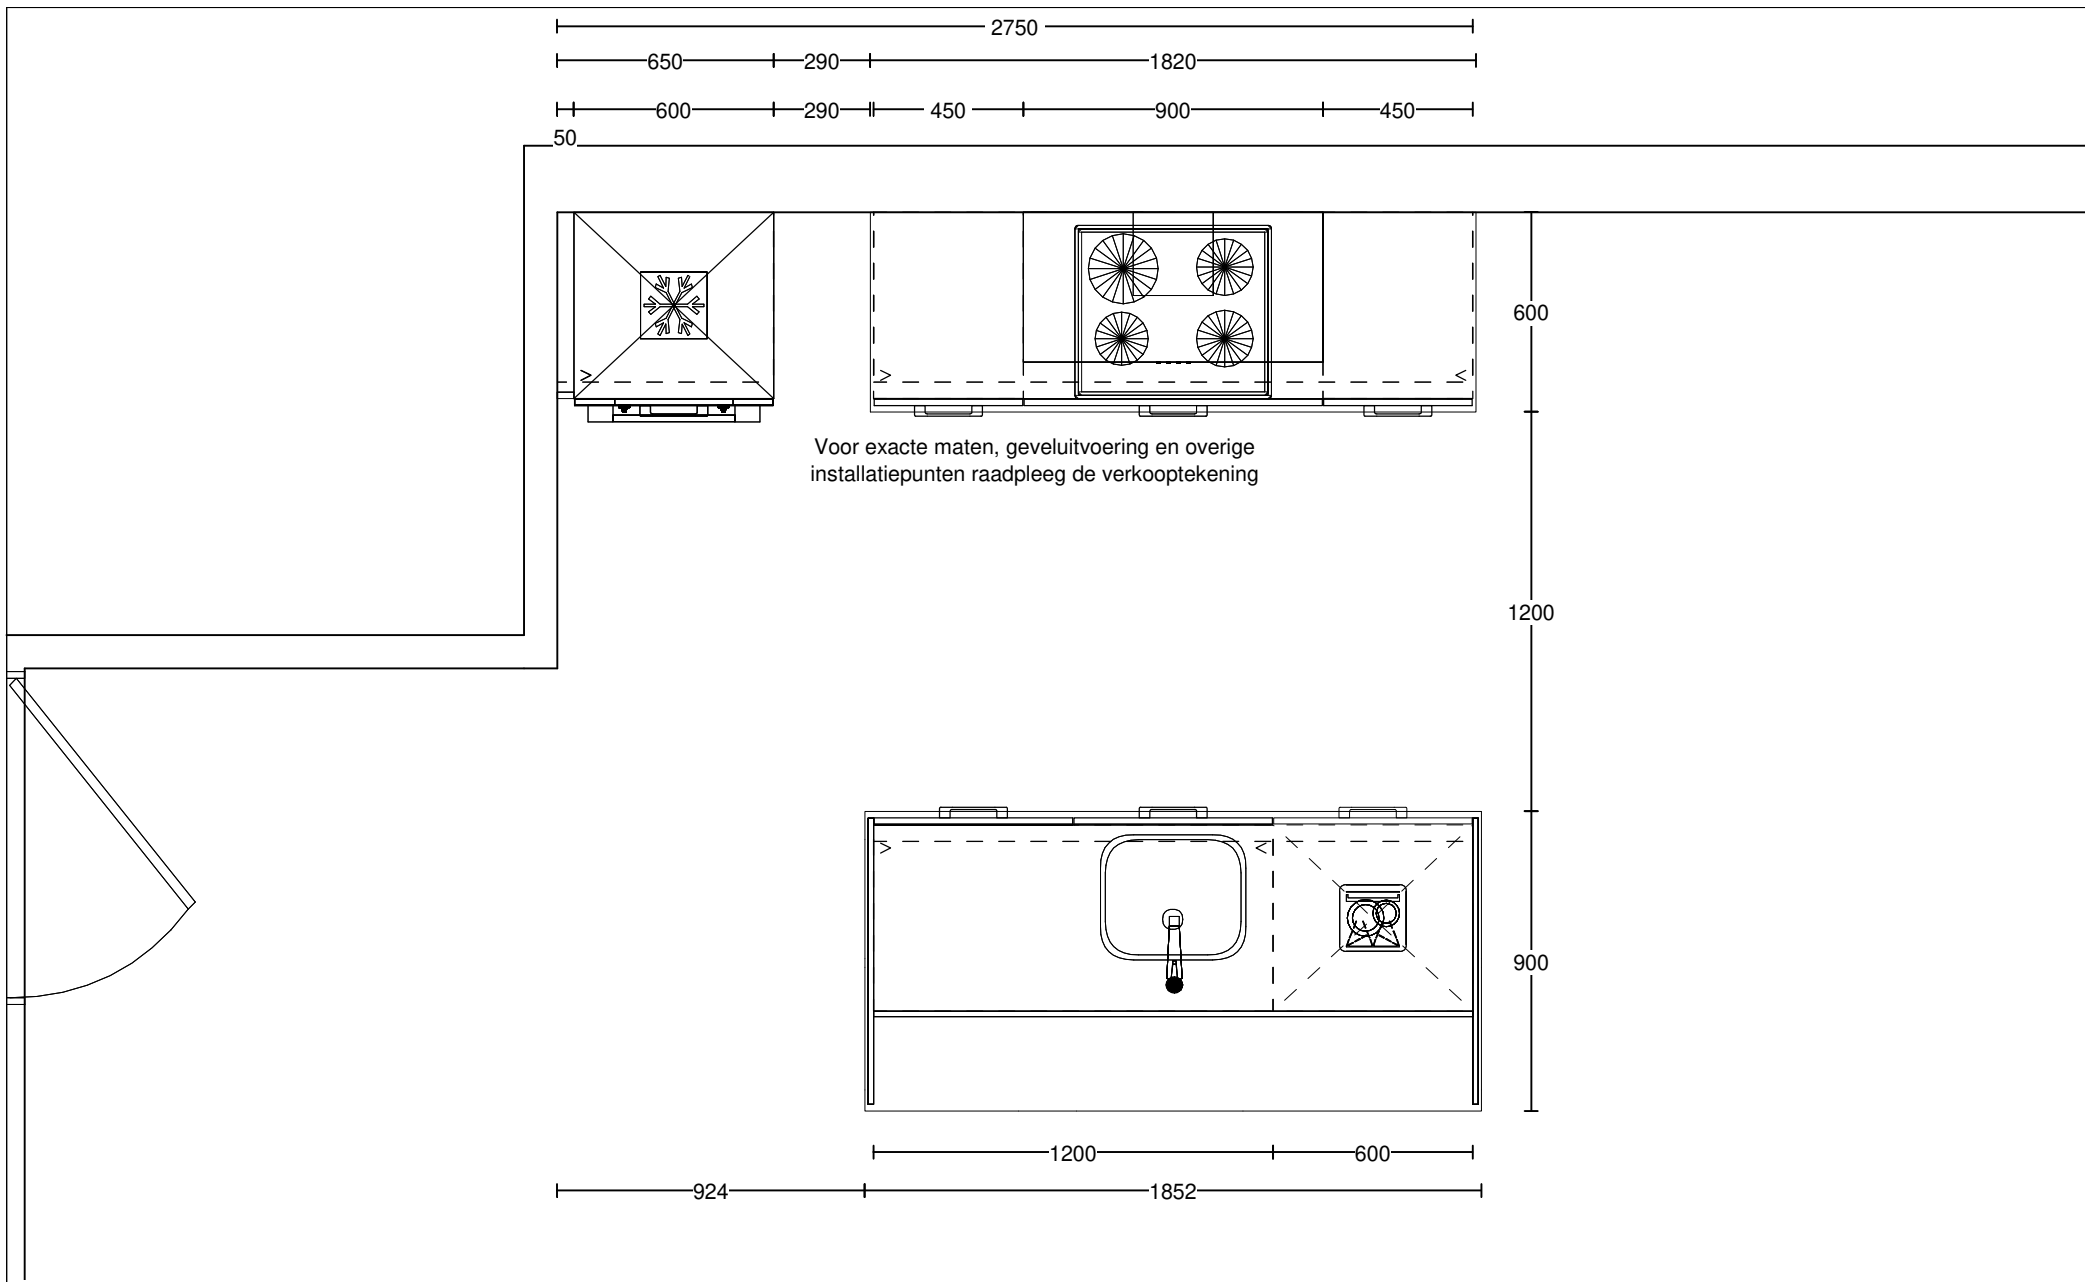 2750
650 290 1820
600 290 450 900 450
50
600
Voor exacte maten, geveluitvoering en overige
installatiepunten raadpleeg de verkooptekening
1200
900
1200 600
924 1852